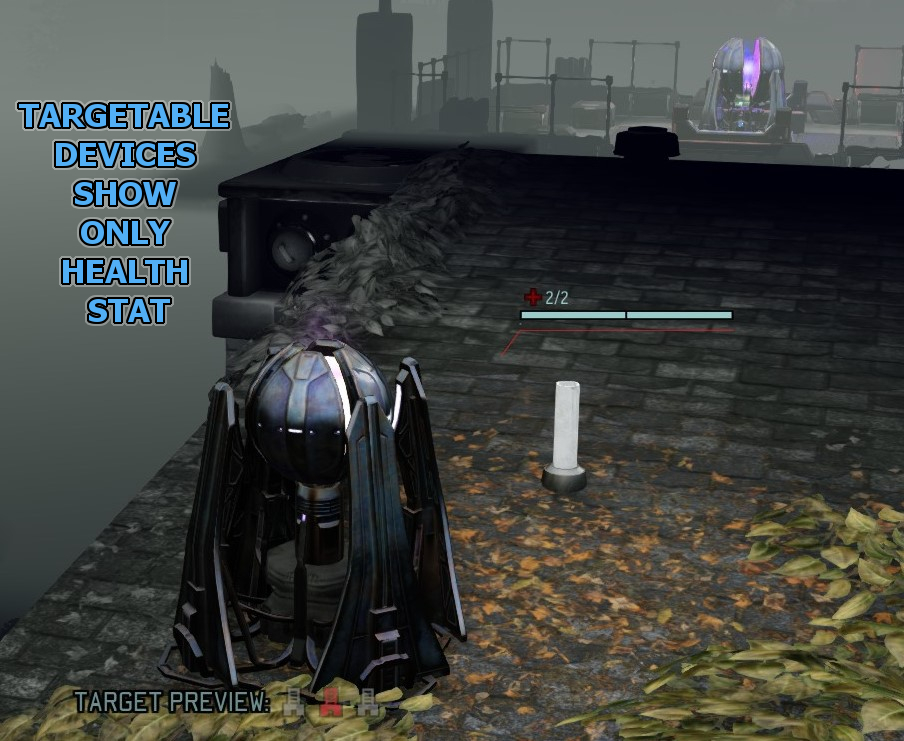 TARGETABLE
DEVICES
SHOW
ONLY
HEALTH
STAT
2/2
TARGET PREVIEW: